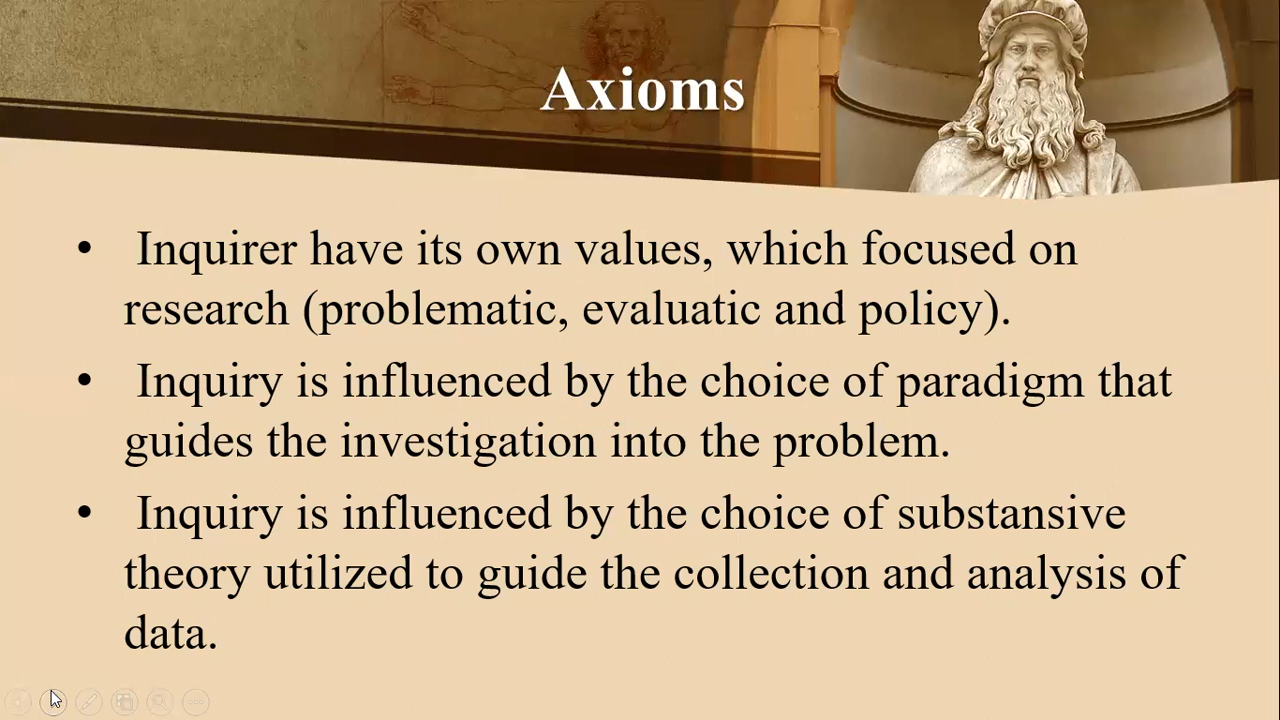 Axioms
• Inquirer have its own values, which focused on
research (problematic, evaluatic and policy).
• Inquiry is influenced by the choice of paradigm that
guides the investigation into the problem.
• Inquiry is influenced by the choice of substansive
theory utilized to guide the collection and analysis of
data.